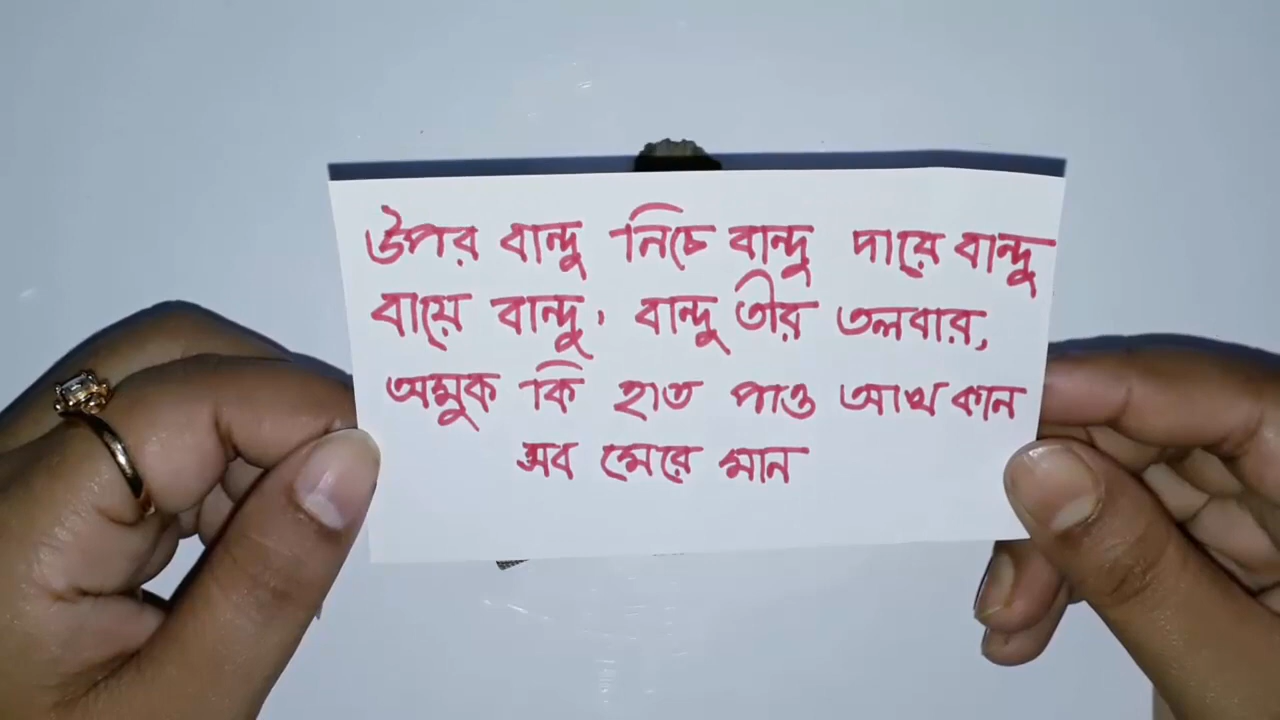 উপর বান্দু নিচে বান্দু দায়ে বান্দু
বায়ে বান্দু, বান্দু তীর তলবার,
অমুক কি হাত পাও আখ কান
সব মেরে মান